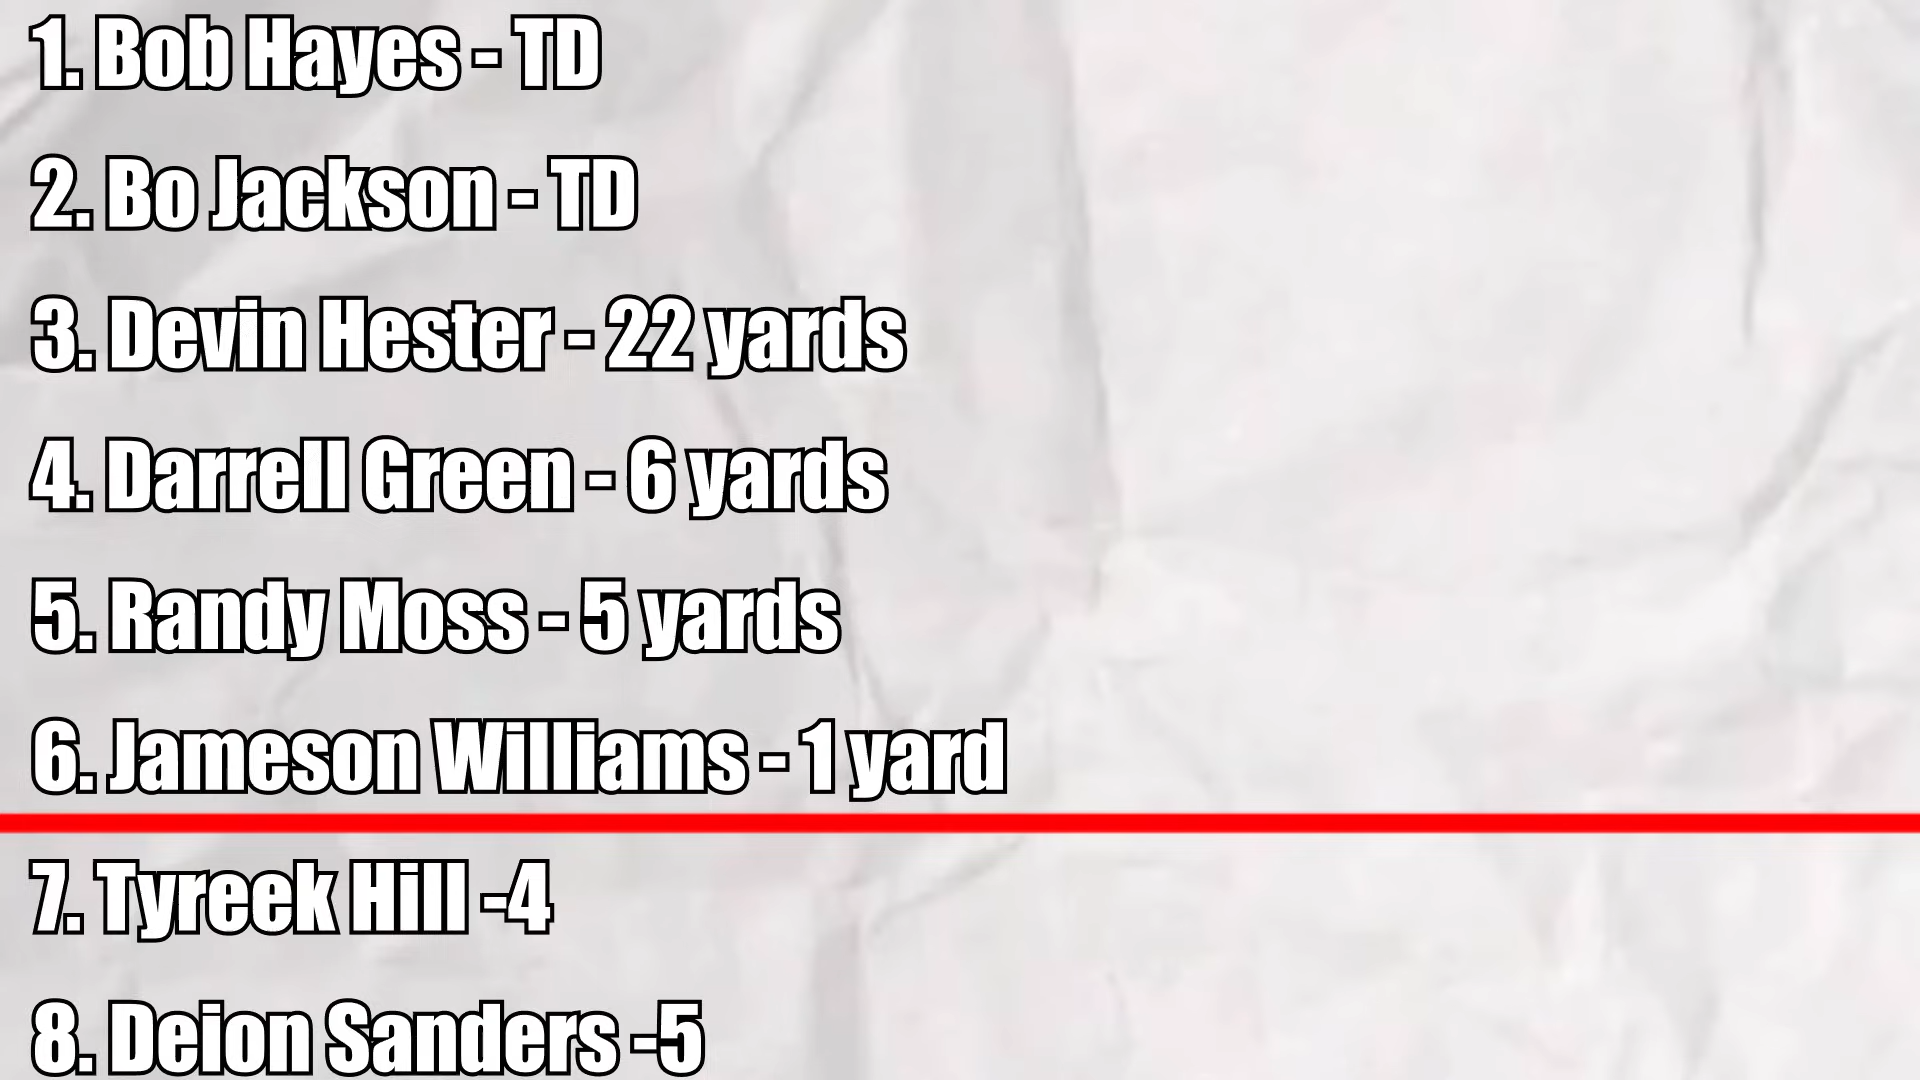 1. Bob Hayes - TD
2. Bo Jackson - TD
3. Devin Hester - 22 yards
4. Darrell Green - 6 yards
5. Randy Moss - 5 yards
6. Jameson Williams - 1 yard
7. Tyreek Hill -4
8. Deion Sanders -5